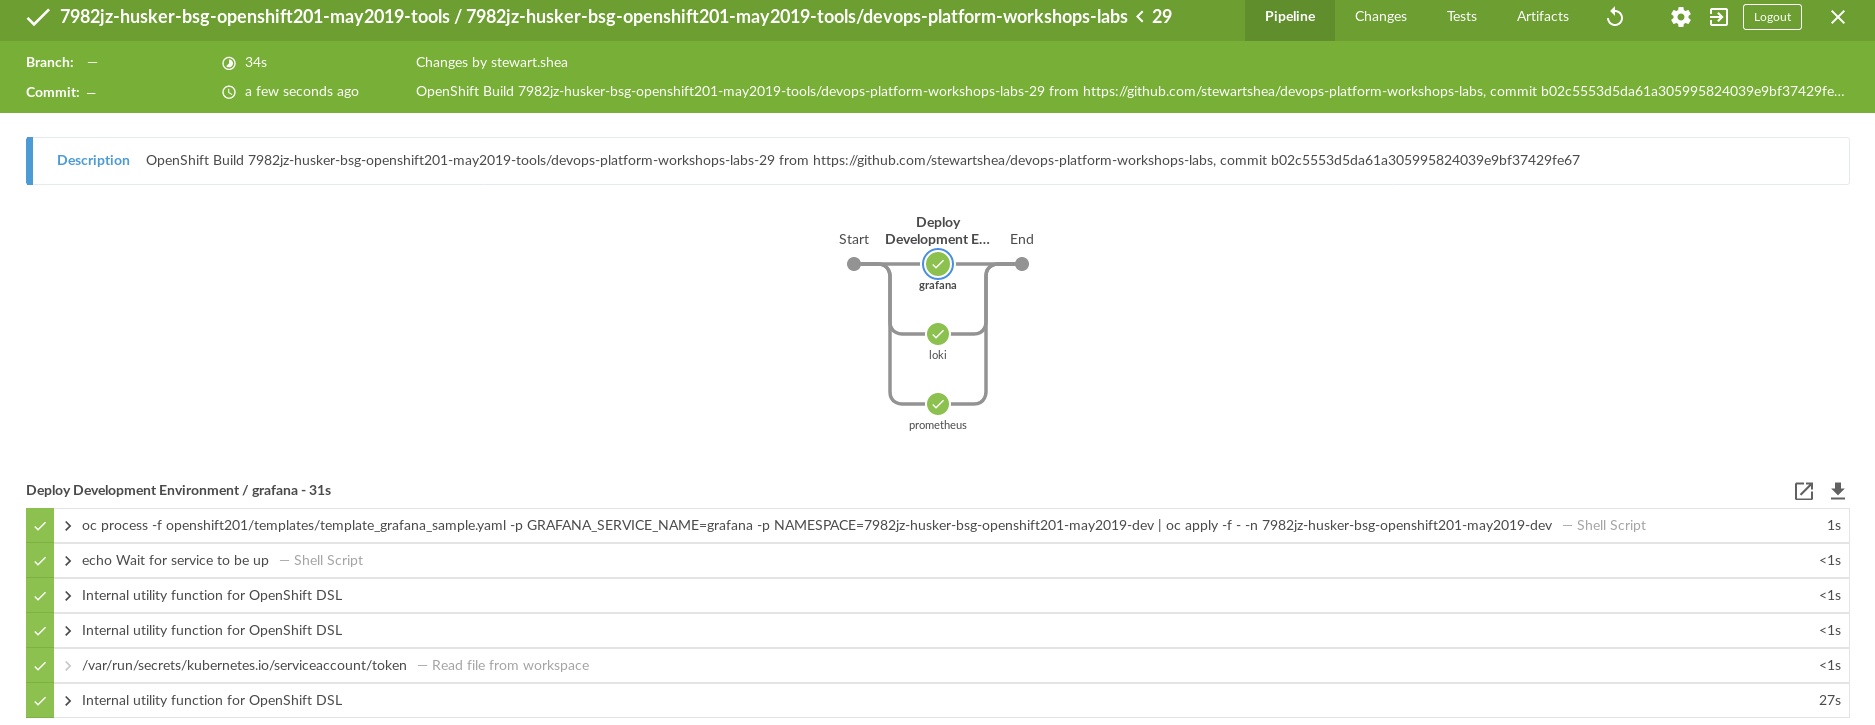 7982jz-husker-bsg-openshift201-may2019-tools / 7982jz-husker-bsg-openshift201-may2019-tools/devops-platform-workshops-labs < 29
Pipeline Changes Tests Artifacts Logout
Branch: — 34s Changes by stewart.shea
Commit: — a few seconds ago OpenShift Build 7982jz-husker-bsg-openshift201-may2019-tools/devops-platform-workshops-labs-29 from https://github.com/stewartshea/devops-platform-workshops-labs, commit b02c5553d5da61a305995824039e9bf37429fe...
Description OpenShift Build 7982jz-husker-bsg-openshift201-may2019-tools/devops-platform-workshops-labs-29 from https://github.com/stewartshea/devops-platform-workshops-labs, commit b02c5553d5da61a305995824039e9bf37429fe67
Deploy
Start Development E... End
grafana
loki
prometheus
Deploy Development Environment / grafana - 31s
oc process -f openshift201/templates/template_grafana_sample.yaml -p GRAFANA_SERVICE_NAME=grafana -p NAMESPACE=7982jz-husker-bsg-openshift201-may2019-dev | oc apply -f - -n 7982jz-husker-bsg-openshift201-may2019-dev — Shell Script 1s
echo Wait for service to be up — Shell Script <1s
Internal utility function for OpenShift DSL <1s
Internal utility function for OpenShift DSL <1s
/var/run/secrets/kubernetes.io/serviceaccount/token — Read file from workspace <1s
Internal utility function for OpenShift DSL 27s